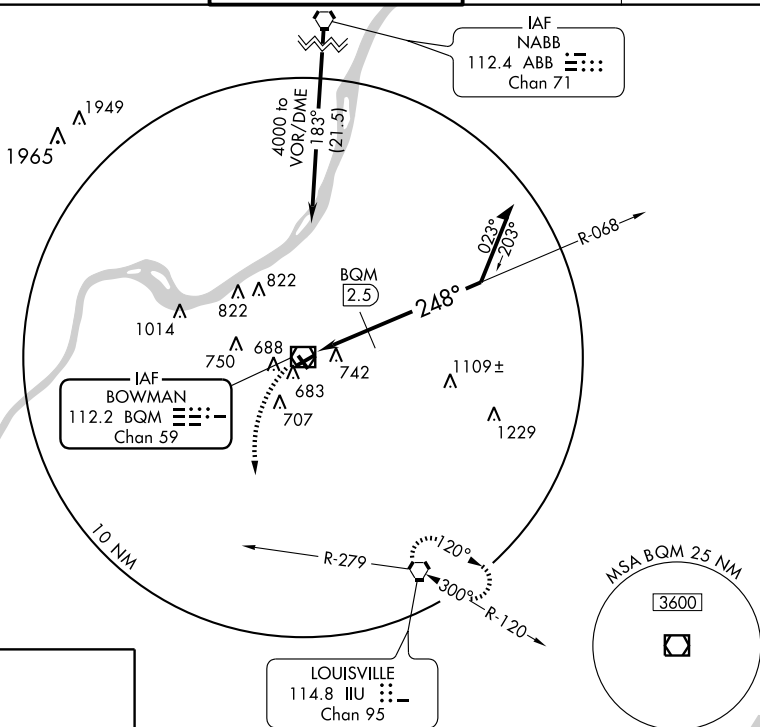 IAF
NABB
112.4 ABB
Chan 71
1949
1965
4000 to
VOR/DME
183°
(21.5)
023°
203°
R-068
BQM
2.5
248°
822
822
1014
750
688
742
683
707
1109±
1229
IAF
BOWMAN
112.2 BQM
Chan 59
10 NM
R-279
120°
300°
R-120
MSA BQM 25 NM
3600
LOUISVILLE
114.8 IIU
Chan 95